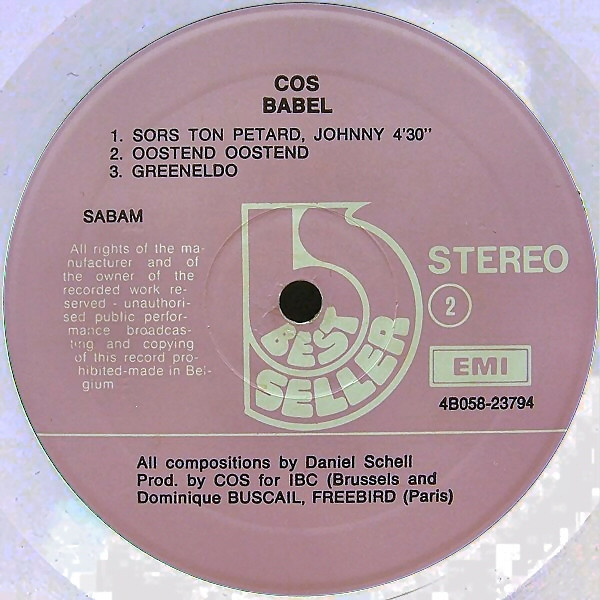 COS
BABEL
1. SORS TON PETARD, JOHNNY 4'30"
2. OOSTEND OOSTEND
3. GREENELDO
SABAM
All rights of the ma-
nufacturer and of
the owner of the
recorded work re-
served - unauthori-
sed public perfor-
mance broadcas-
ting and copying
of this record pro-
hibited-made in Bel-
gium
BEST
SELLER
STEREO
2
EMI
4B058-23794
All compositions by Daniel Schell
Prod. by COS for IBC (Brussels and
Dominique BUSCAIL, FREEBIRD (Paris)